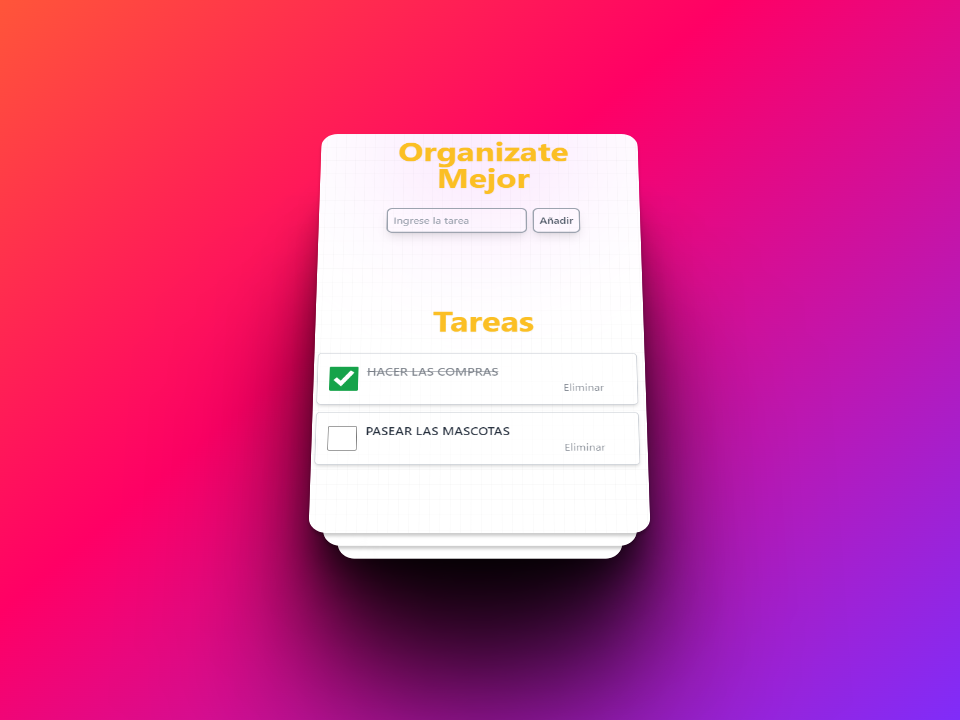 Organizate
Mejor
Ingrese la tarea
Añadir
Tareas
HACER LAS COMPRAS
Eliminar
PASEAR LAS MASCOTAS
Eliminar